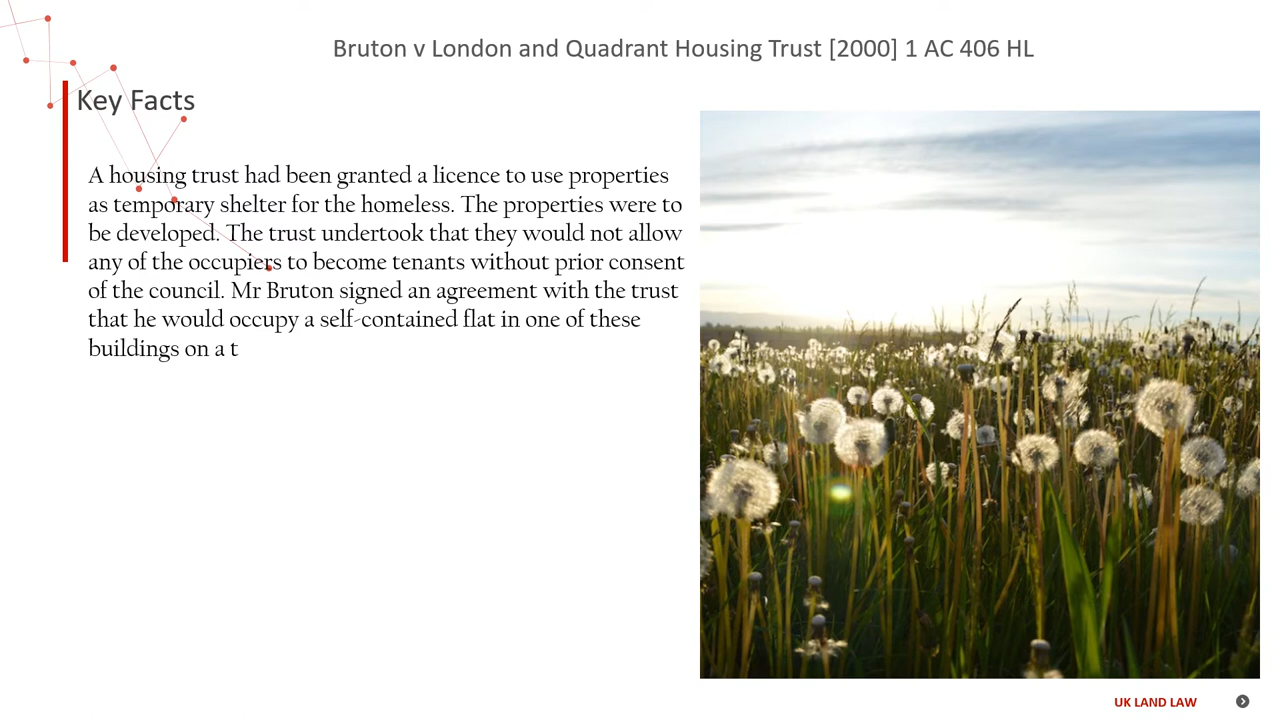 Bruton v London and Quadrant Housing Trust [2000] 1 AC 406 HL
Key Facts
A housing trust had been granted a licence to use properties
as temporary shelter for the homeless. The properties were to
be developed. The trust undertook that they would not allow
any of the occupiers to become tenants without prior consent
of the council. Mr Bruton signed an agreement with the trust
that he would occupy a self-contained flat in one of these
buildings on a t
UK LAND LAW